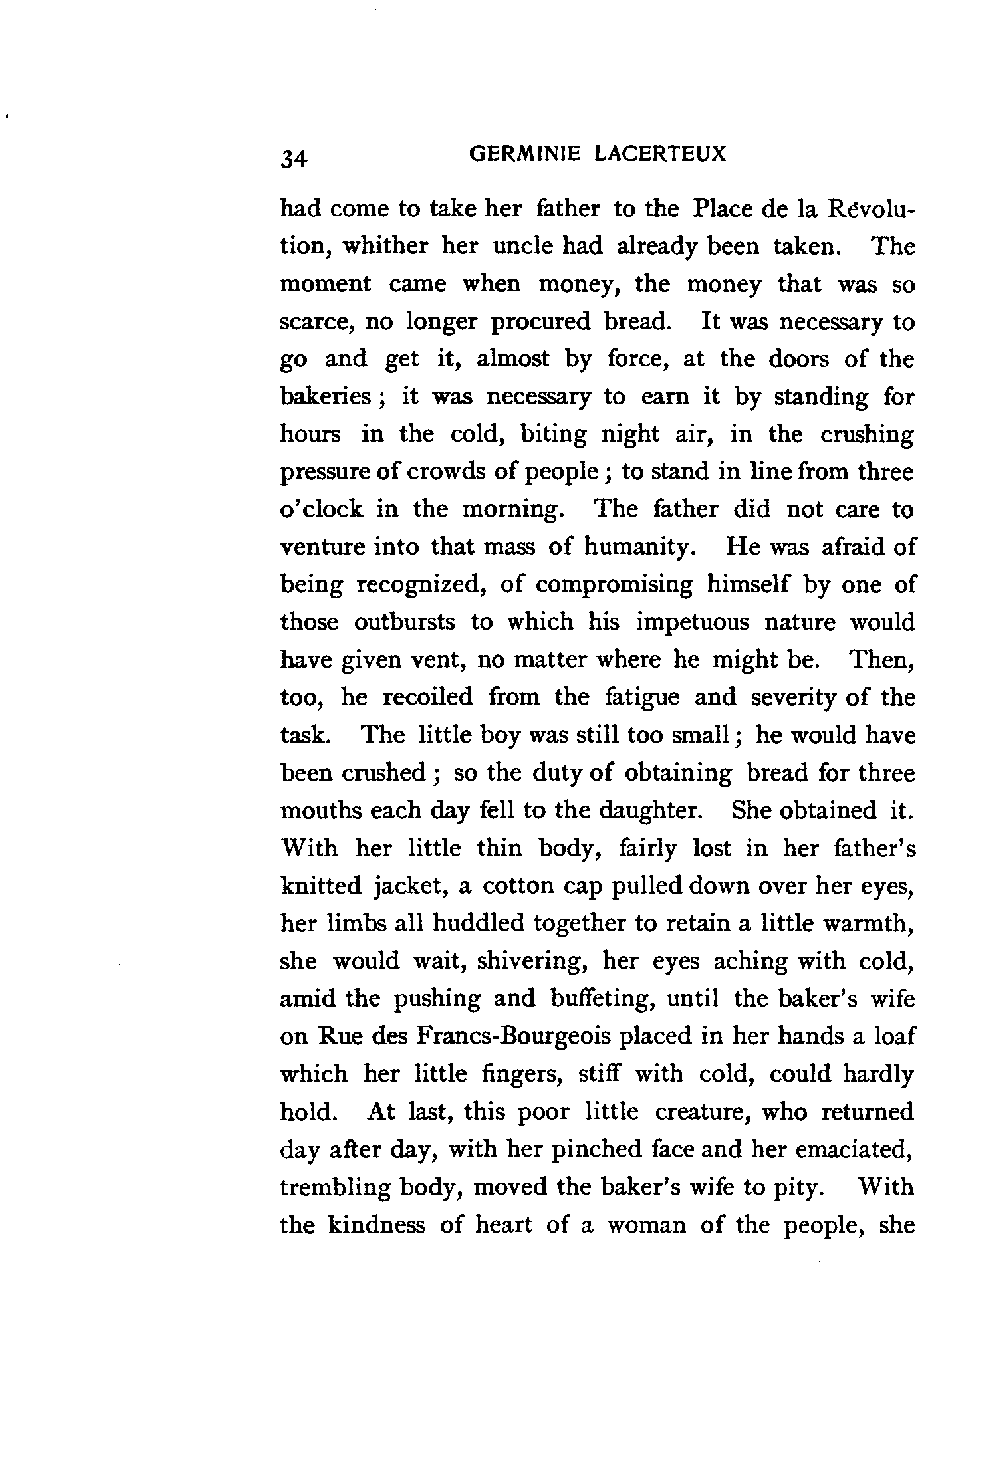 34 GERMINIE LACERTEUX
had come to take her father to the Place de la Révolu-
tion, whither her uncle had already been taken. The
moment came when money, the money that was so
scarce, no longer procured bread. It was necessary to
go and get it, almost by force, at the doors of the
bakeries ; it was necessary to earn it by standing for
hours in the cold, biting night air, in the crushing
pressure of crowds of people ; to stand in line from three
o'clock in the morning. The father did not care to
venture into that mass of humanity. He was afraid of
being recognized, of compromising himself by one of
those outbursts to which his impetuous nature would
have given vent, no matter where he might be. Then,
too, he recoiled from the fatigue and severity of the
task. The little boy was still too small ; he would have
been crushed ; so the duty of obtaining bread for three
mouths each day fell to the daughter. She obtained it.
With her little thin body, fairly lost in her father's
knitted jacket, a cotton cap pulled down over her eyes,
her limbs all huddled together to retain a little warmth,
she would wait, shivering, her eyes aching with cold,
amid the pushing and buffeting, until the baker's wife
on Rue des Francs-Bourgeois placed in her hands a loaf
which her little fingers, stiff with cold, could hardly
hold. At last, this poor little creature, who returned
day after day, with her pinched face and her emaciated,
trembling body, moved the baker's wife to pity. With
the kindness of heart of a woman of the people, she